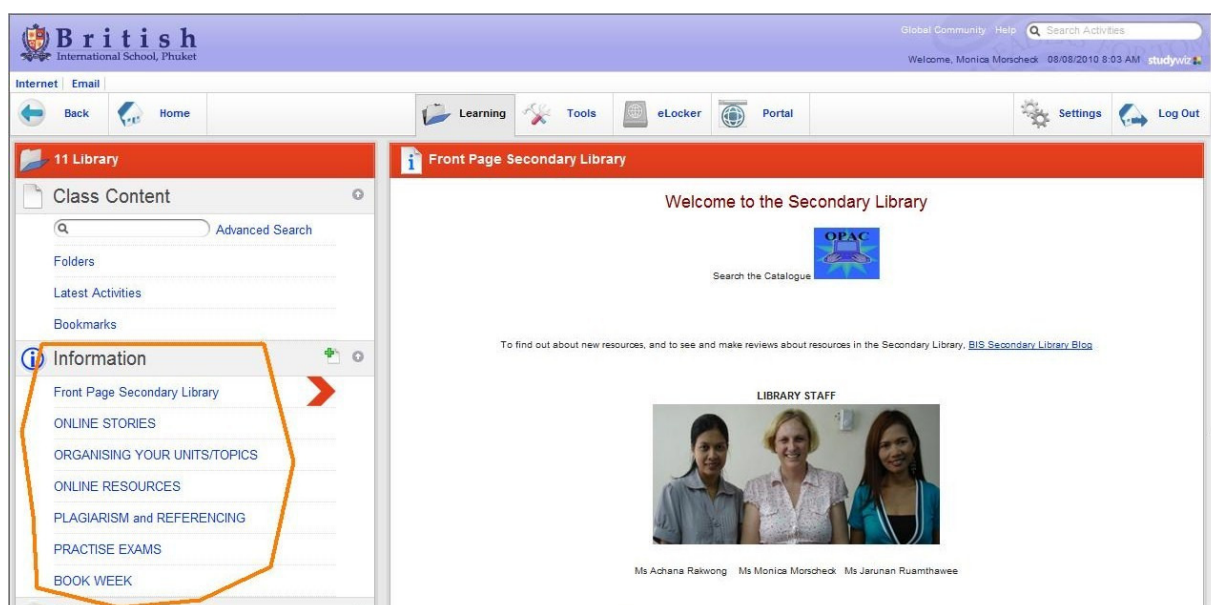 British
International School, Phuket
Global Community Help Search Activities
Welcome, Monica Morscheck 08/08/2010 8:03 AM studywiz
Internet Email
Back Home Learning Tools eLocker Portal Settings Log Out
11 Library
Class Content
Advanced Search
Folders
Latest Activities
Bookmarks
Information
Front Page Secondary Library
ONLINE STORIES
ORGANISING YOUR UNITS/TOPICS
ONLINE RESOURCES
PLAGIARISM and REFERENCING
PRACTISE EXAMS
BOOK WEEK
Front Page Secondary Library
Welcome to the Secondary Library
OPAC
Search the Catalogue
To find out about new resources, and to see and make reviews about resources in the Secondary Library, BIS Secondary Library Blog
LIBRARY STAFF
Ms Achana Rakwong Ms Monica Morscheck Ms Jarunan Ruamthawee